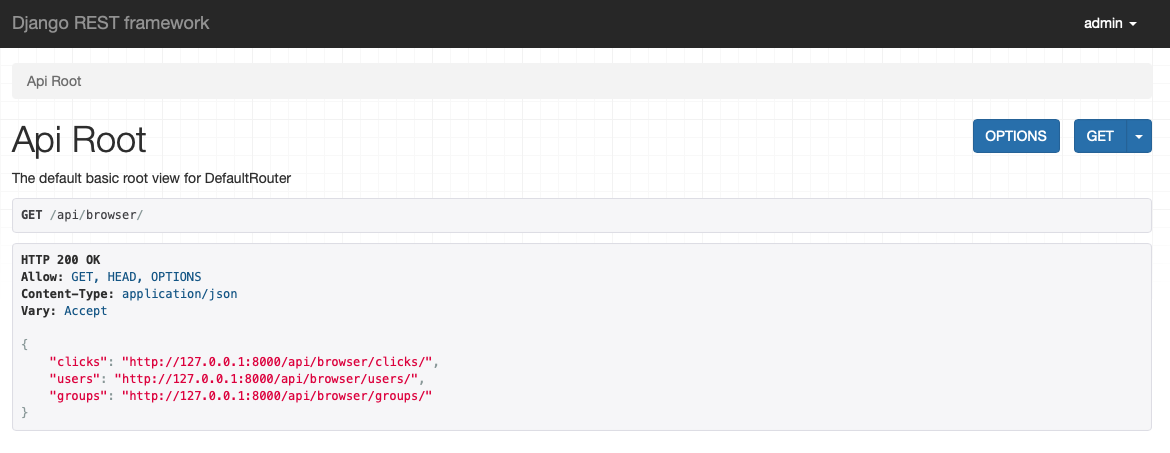 Django REST framework
admin
Api Root
Api Root
OPTIONS
GET
The default basic root view for DefaultRouter
GET /api/browser/
HTTP 200 OK
Allow: GET, HEAD, OPTIONS
Content-Type: application/json
Vary: Accept
{
    "clicks": "http://127.0.0.1:8000/api/browser/clicks/",
    "users": "http://127.0.0.1:8000/api/browser/users/",
    "groups": "http://127.0.0.1:8000/api/browser/groups/"
}